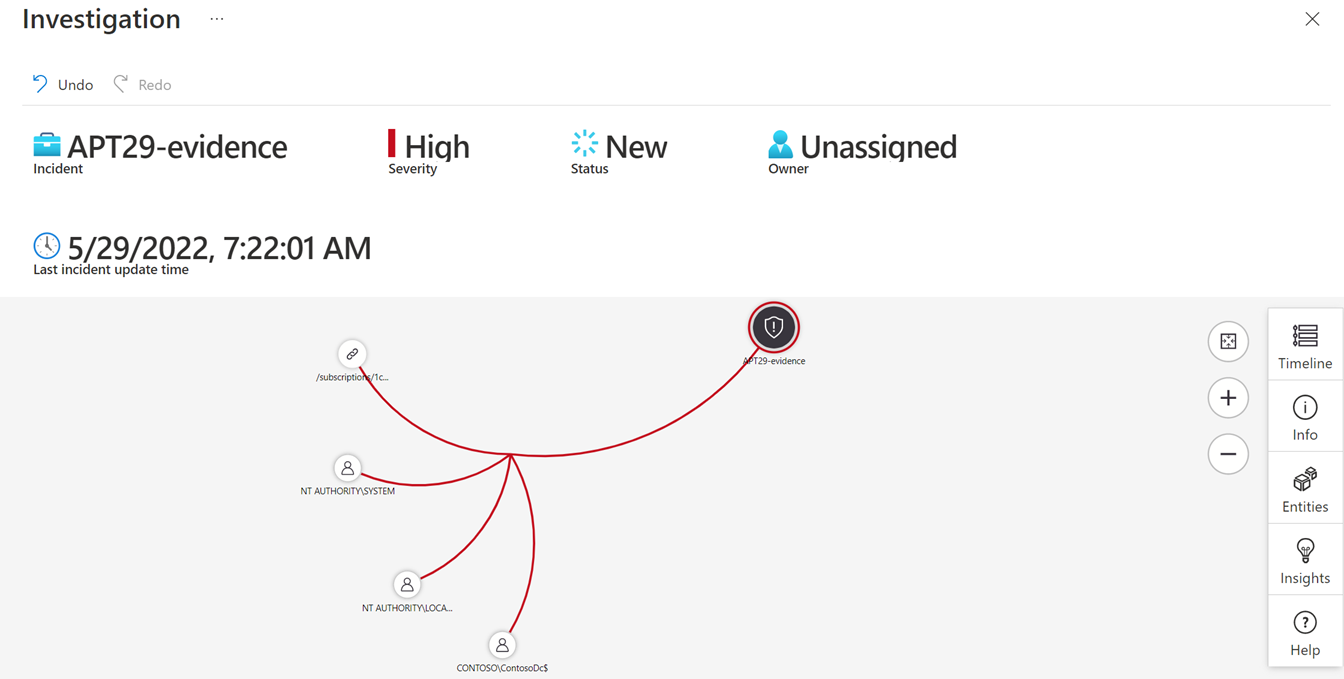 Investigation ...
Undo Redo
APT29-evidence High New Unassigned
Incident Severity Status Owner
5/29/2022, 7:22:01 AM
Last incident update time
APT29-evidence
/subscriptions/1c...
NT AUTHORITY\SYSTEM
NT AUTHORITY\LOCA...
CONTOSO\ContosoDc$
Timeline
Info
Entities
Insights
Help